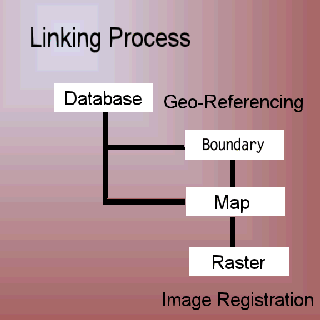 Linking Process
Database
Geo-Referencing
Boundary
Map
Raster
Image Registration